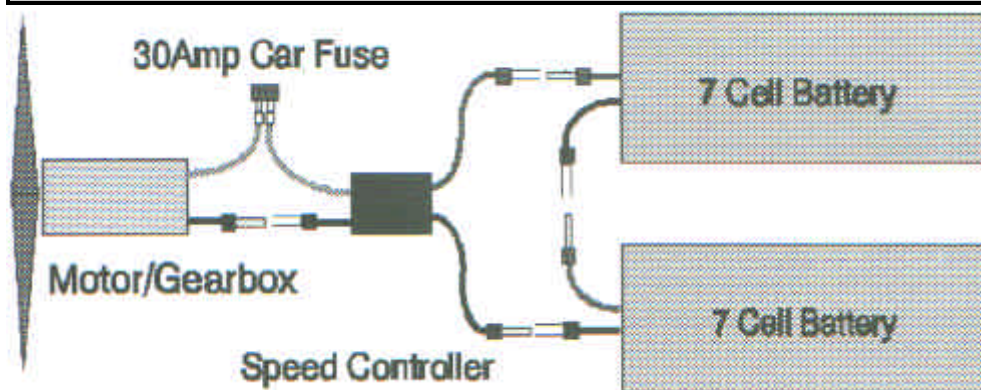 30Amp Car Fuse
7 Cell Battery
Motor/Gearbox
7 Cell Battery
Speed Controller